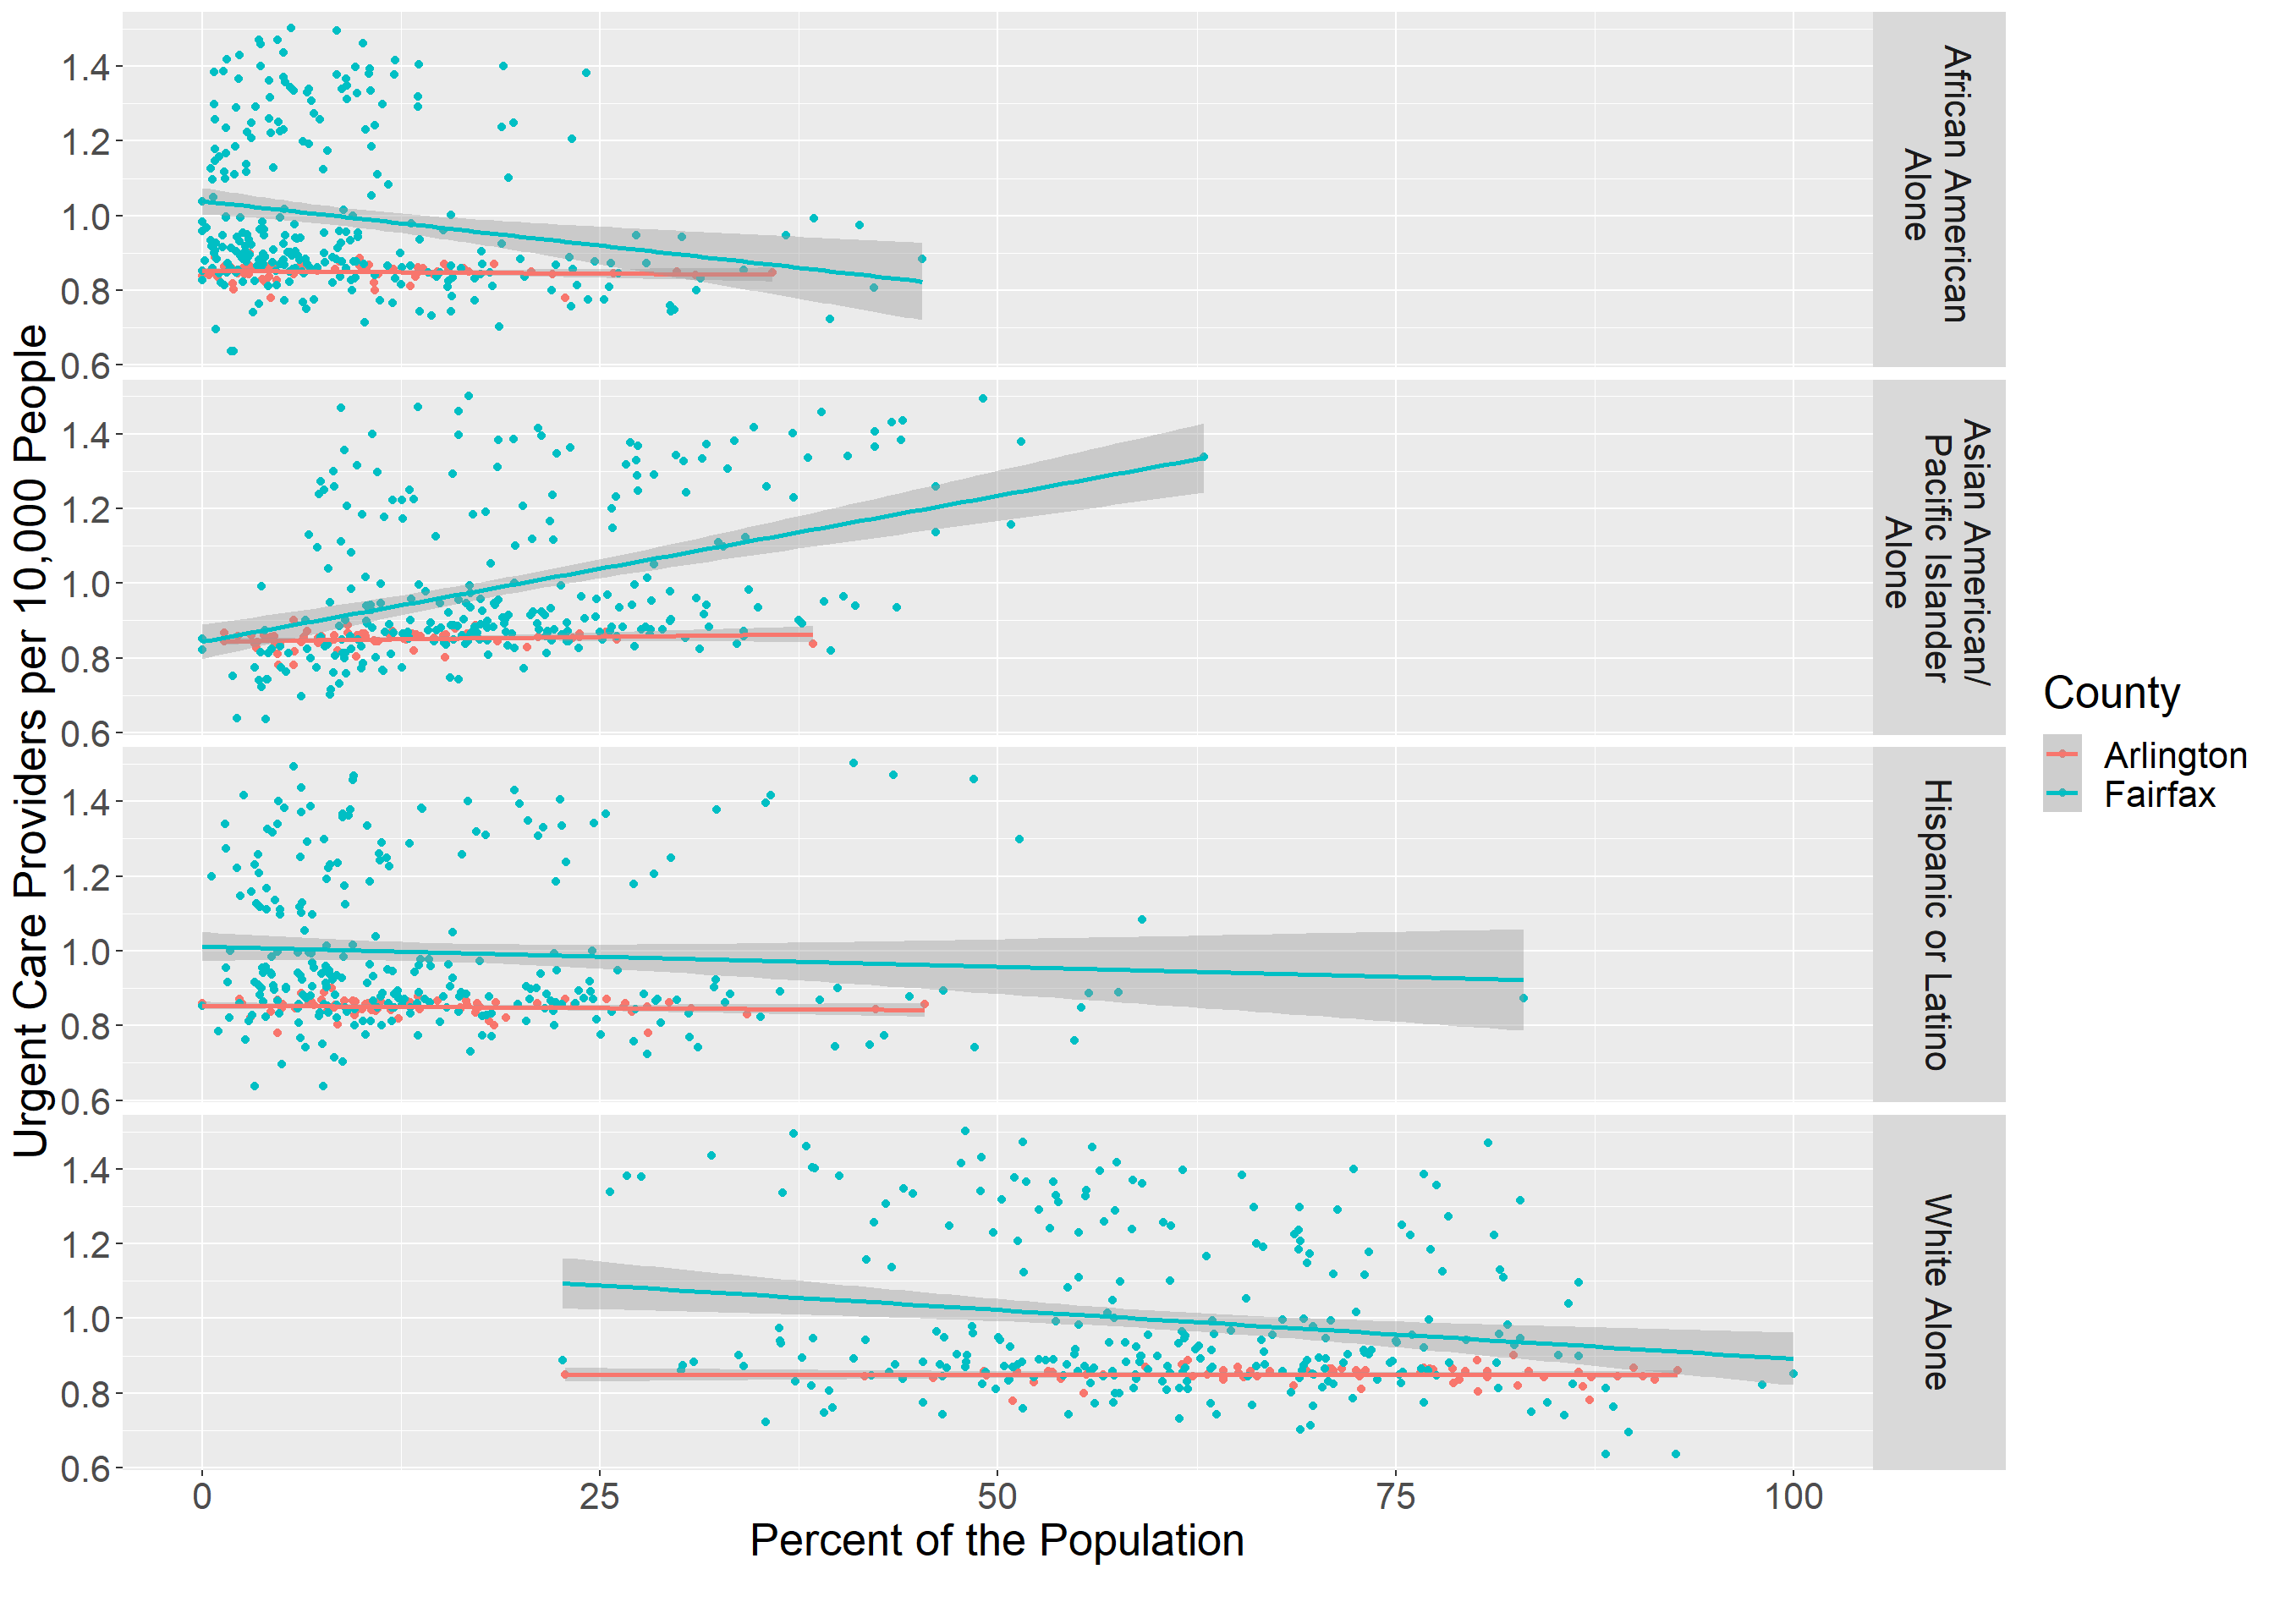 Urgent Care Providers per 10,000 People
1.4
1.2
1.0
0.8
0.6
African American
Alone
1.4
1.2
1.0
0.8
0.6
Asian American/
Pacific Islander
Alone
1.4
1.2
1.0
0.8
0.6
Hispanic or Latino
1.4
1.2
1.0
0.8
0.6
White Alone
0 25 50 75 100
Percent of the Population
County
Arlington
Fairfax